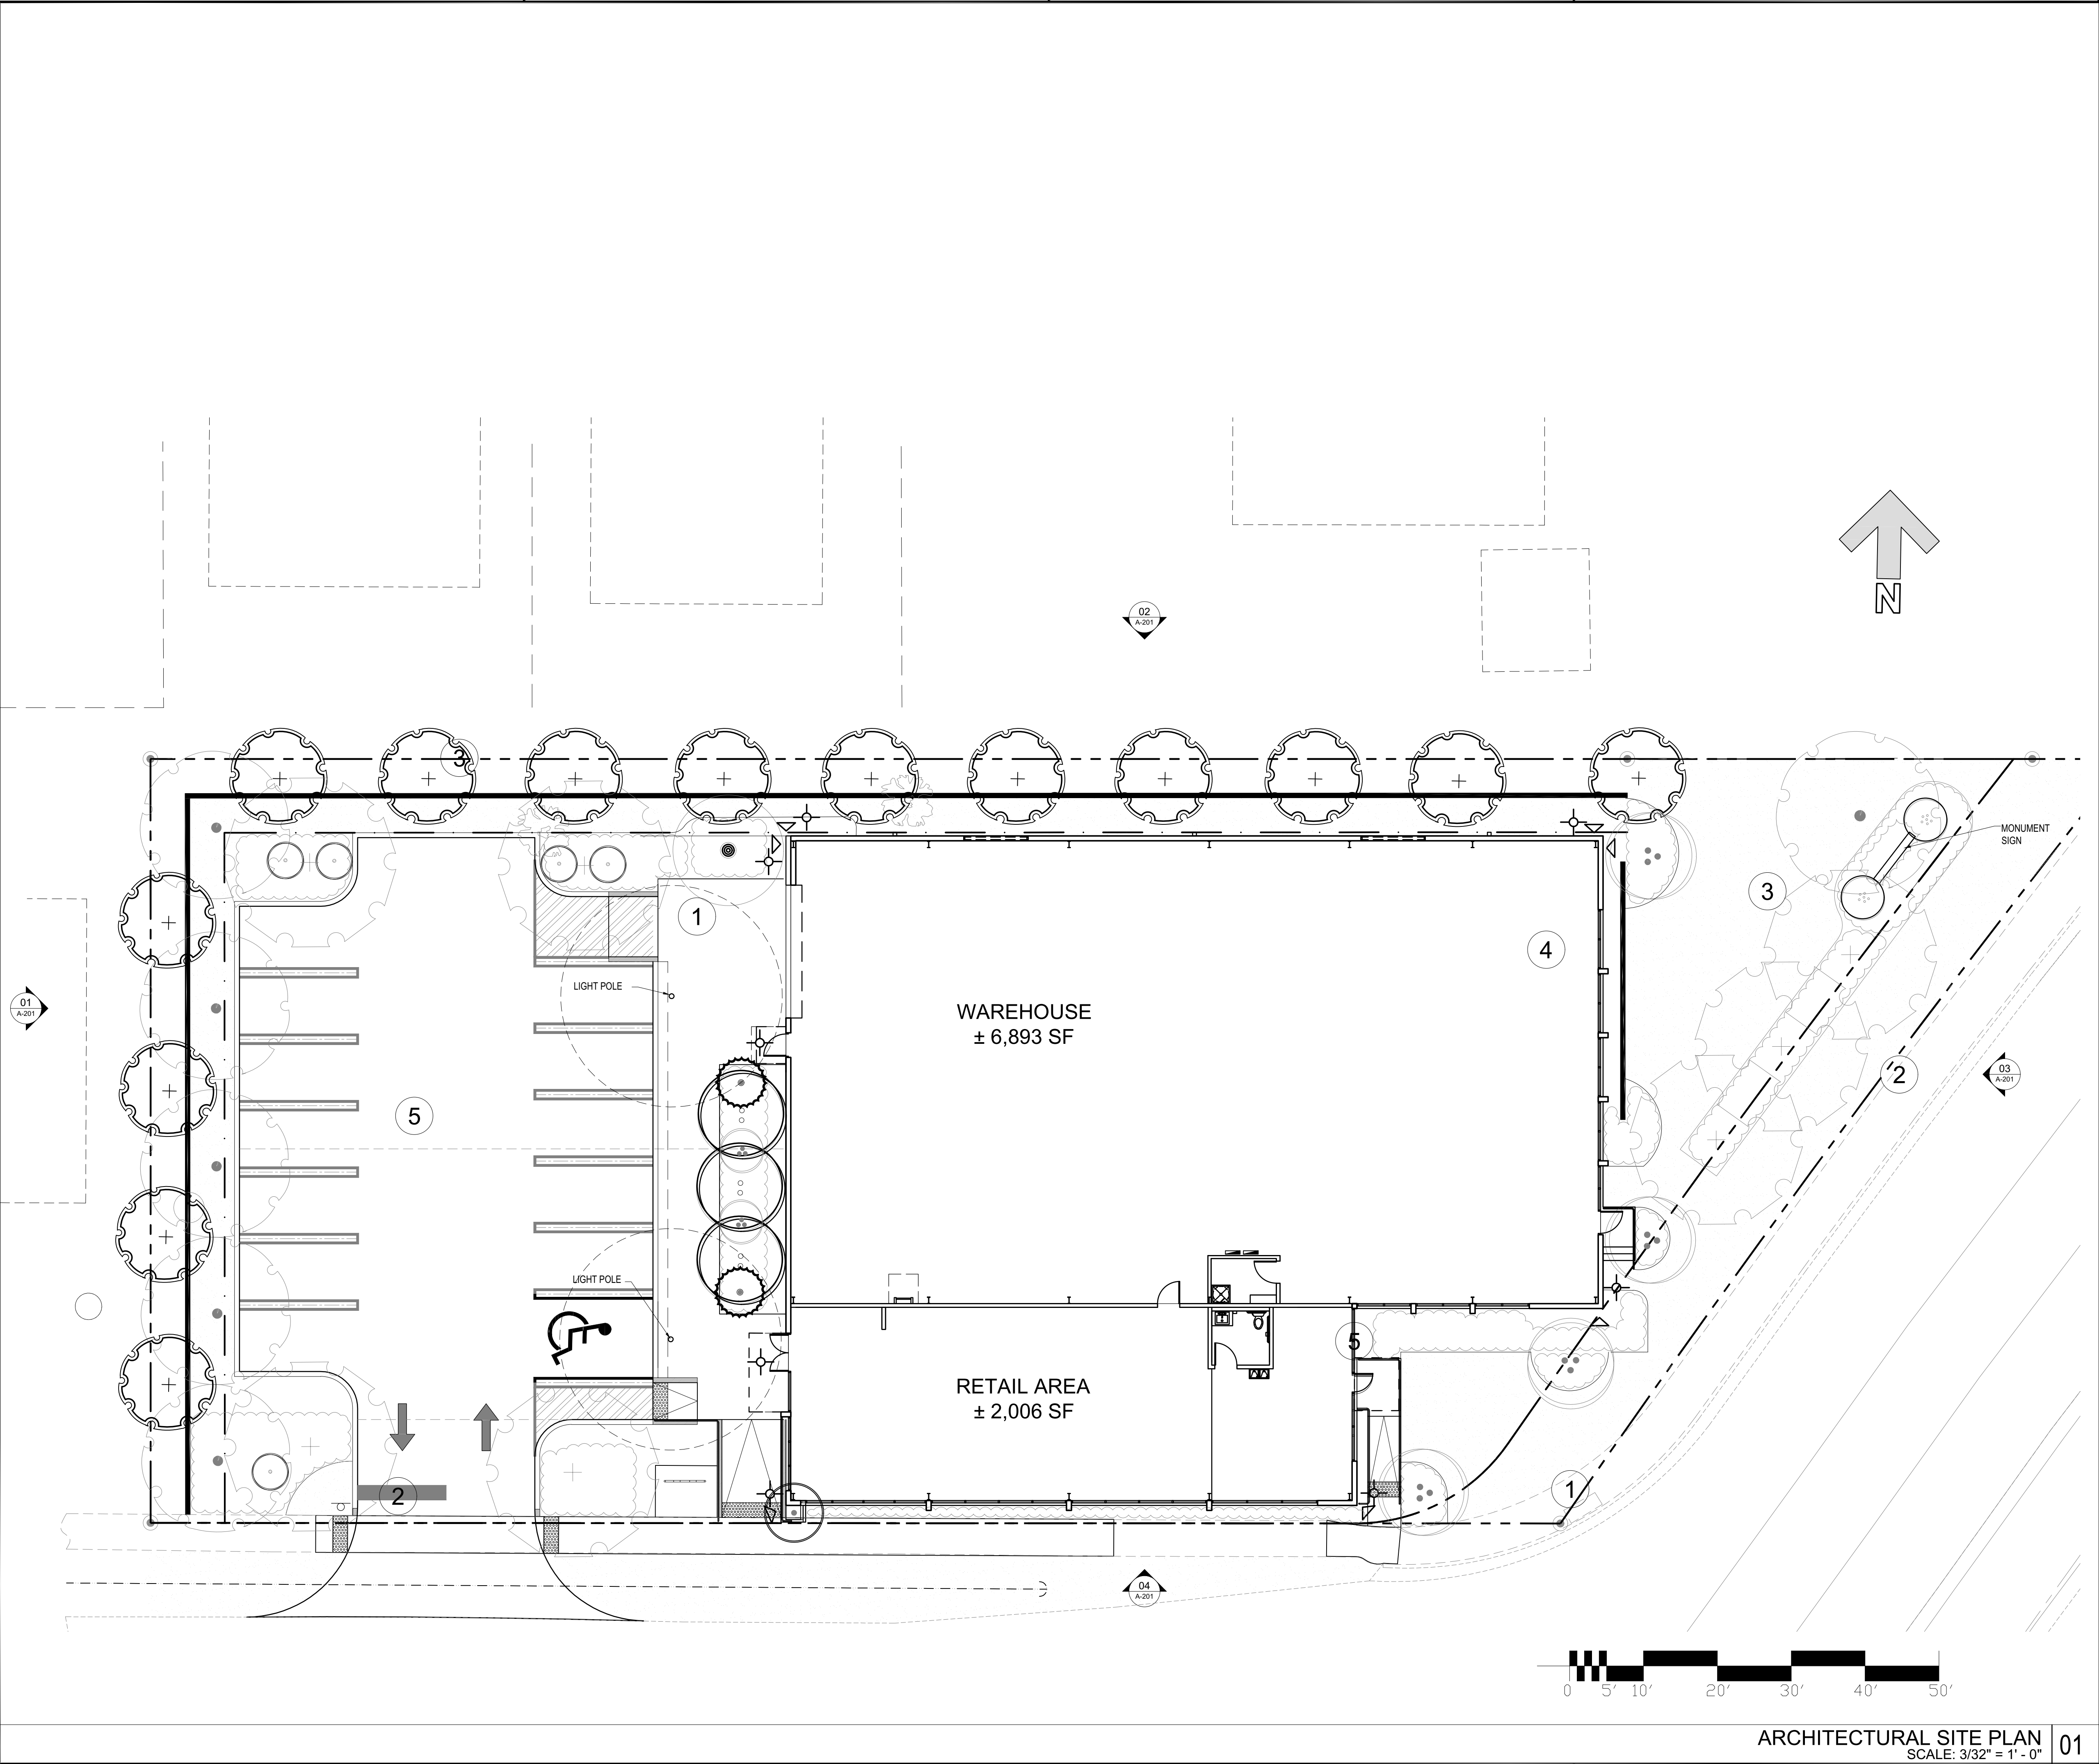 N
02
A-201
3
MONUMENT
SIGN
3
1
4
LIGHT POLE
01
A-201
WAREHOUSE
± 6,893 SF
2
03
A-201
5
LIGHT POLE
5
RETAIL AREA
± 2,006 SF
2
1
04
A-201
0 5' 10' 20' 30' 40' 50'
ARCHITECTURAL SITE PLAN
SCALE: 3/32" = 1' - 0"
01